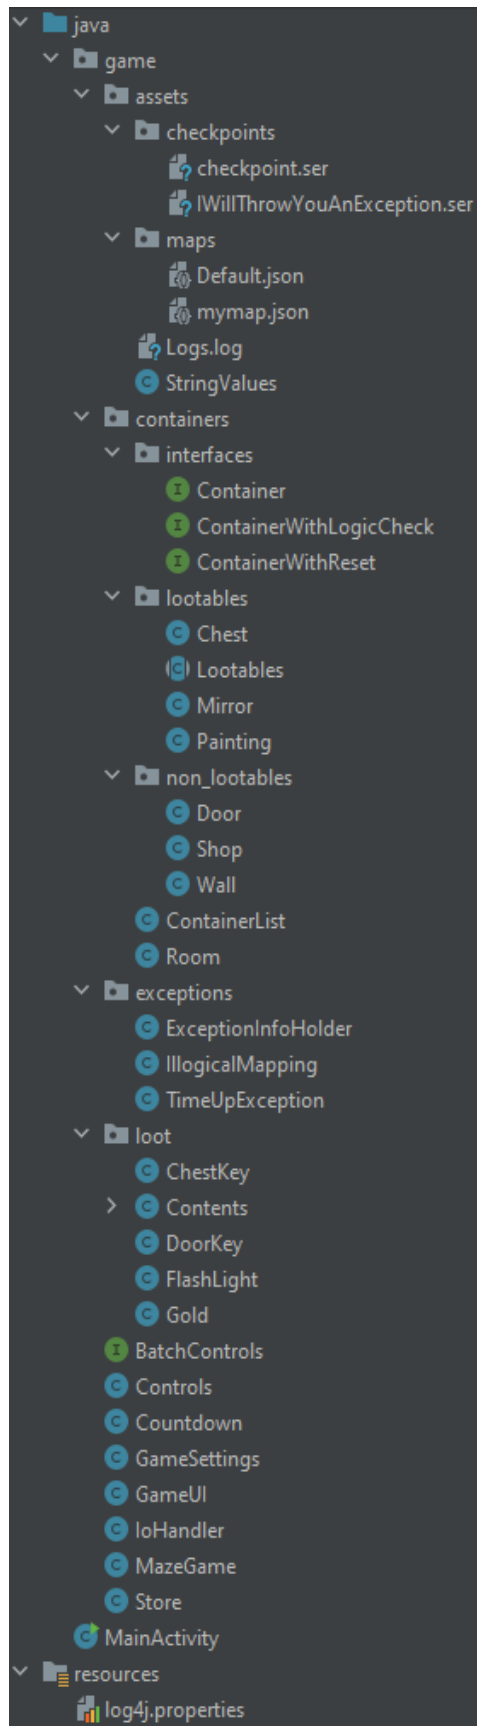 java
game
assets
checkpoints
checkpoint.ser
IWillThrowYouAnException.ser
maps
Default.json
mymap.json
Logs.log
StringValues
containers
interfaces
Container
ContainerWithLogicCheck
ContainerWithReset
lootables
Chest
Lootables
Mirror
Painting
non_lootables
Door
Shop
Wall
ContainerList
Room
exceptions
ExceptionInfoHolder
IllogicalMapping
TimeUpException
loot
ChestKey
Contents
DoorKey
FlashLight
Gold
BatchControls
Controls
Countdown
GameSettings
GameUI
IoHandler
MazeGame
Store
MainActivity
resources
log4j.properties